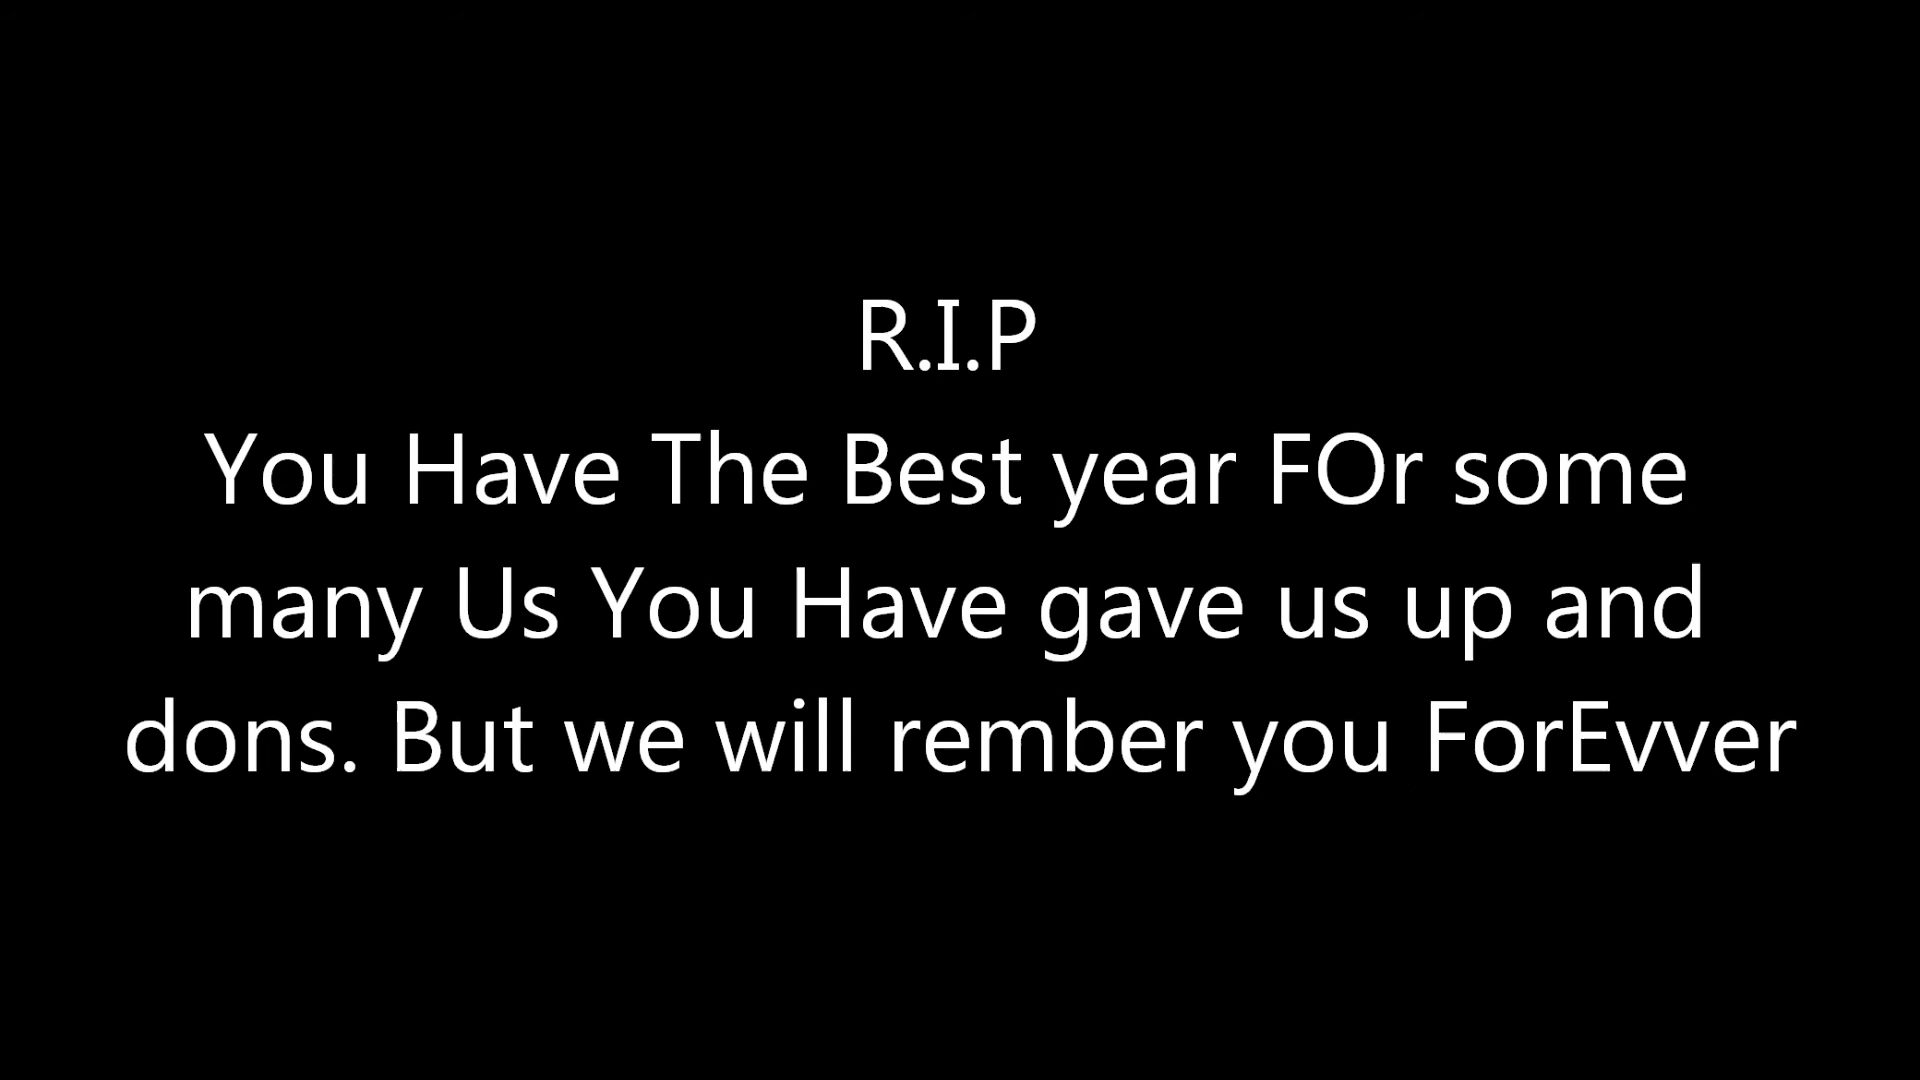 R.I.P
You Have The Best year FOr some
many Us You Have gave us up and
dons. But we will rember you ForEvver